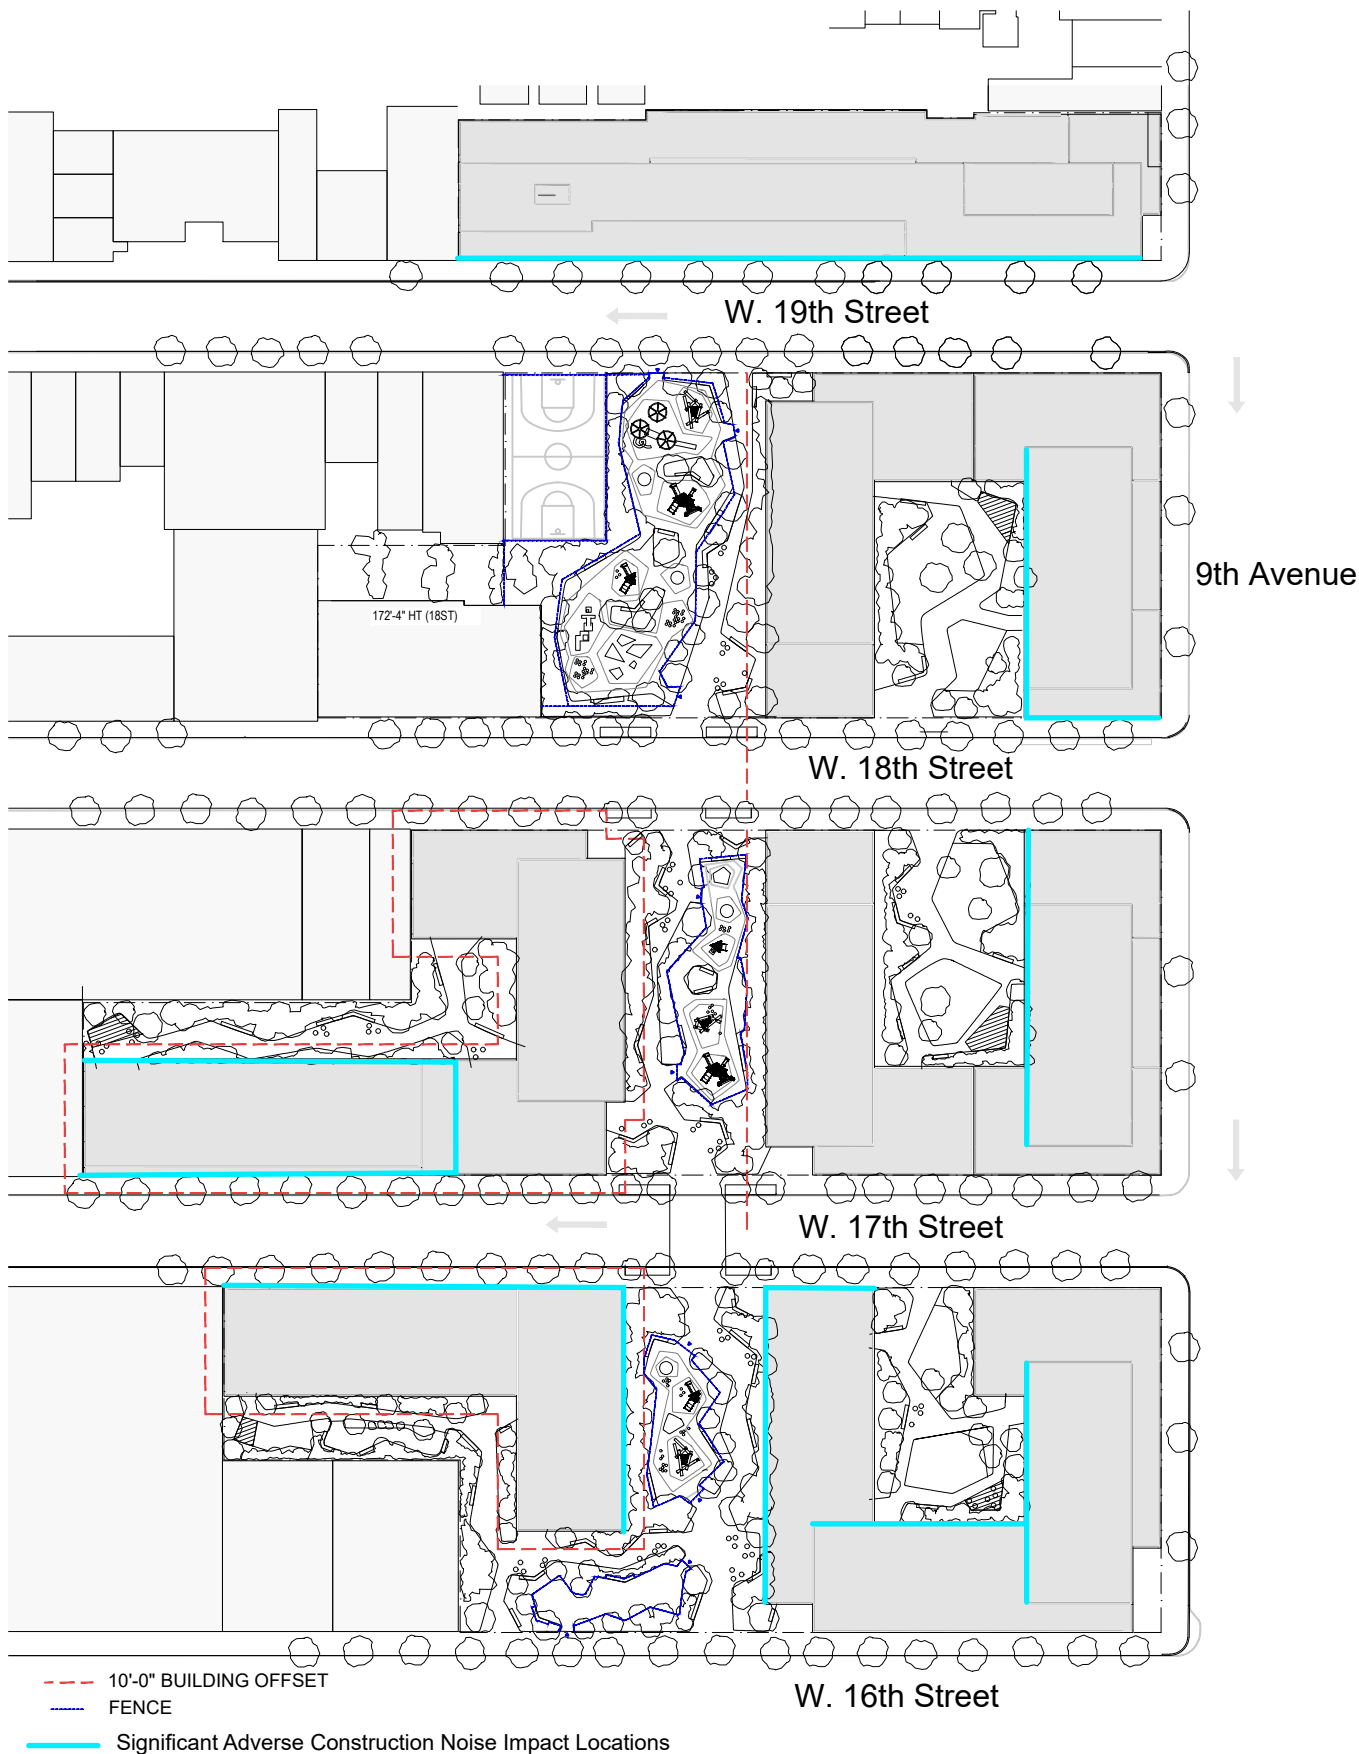 W. 19th Street
9th Avenue
172'-4" HT (18ST)
W. 18th Street
W. 17th Street
W. 16th Street
10'-0" BUILDING OFFSET
FENCE
Significant Adverse Construction Noise Impact Locations